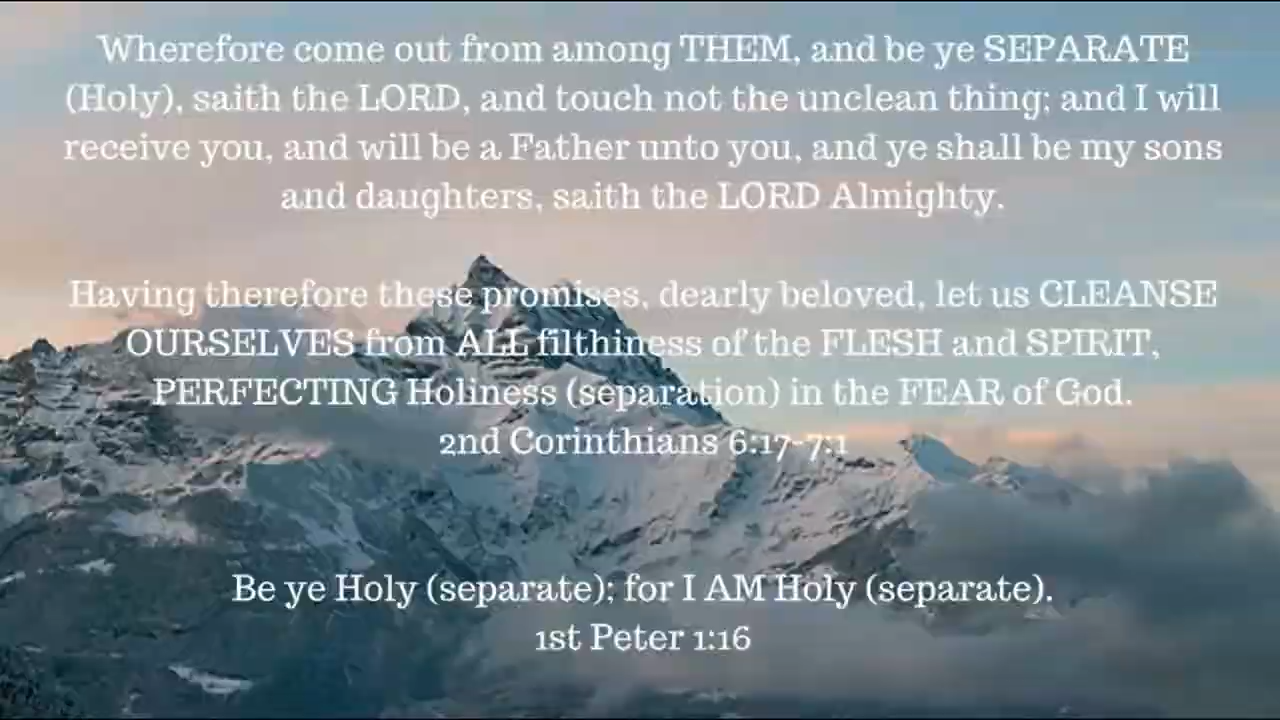 Wherefore come out from among THEM, and be ye SEPARATE
(Holy), saith the LORD, and touch not the unclean thing; and I will
receive you, and will be a Father unto you, and ye shall be my sons
and daughters, saith the LORD Almighty.
Having therefore these promises, dearly beloved, let us CLEANSE
OURSELVES from ALL filthiness of the FLESH and SPIRIT,
PERFECTING Holiness (separation) in the FEAR of God.
2nd Corinthians 6:17-7:1
Be ye Holy (separate); for I AM Holy (separate).
1st Peter 1:16